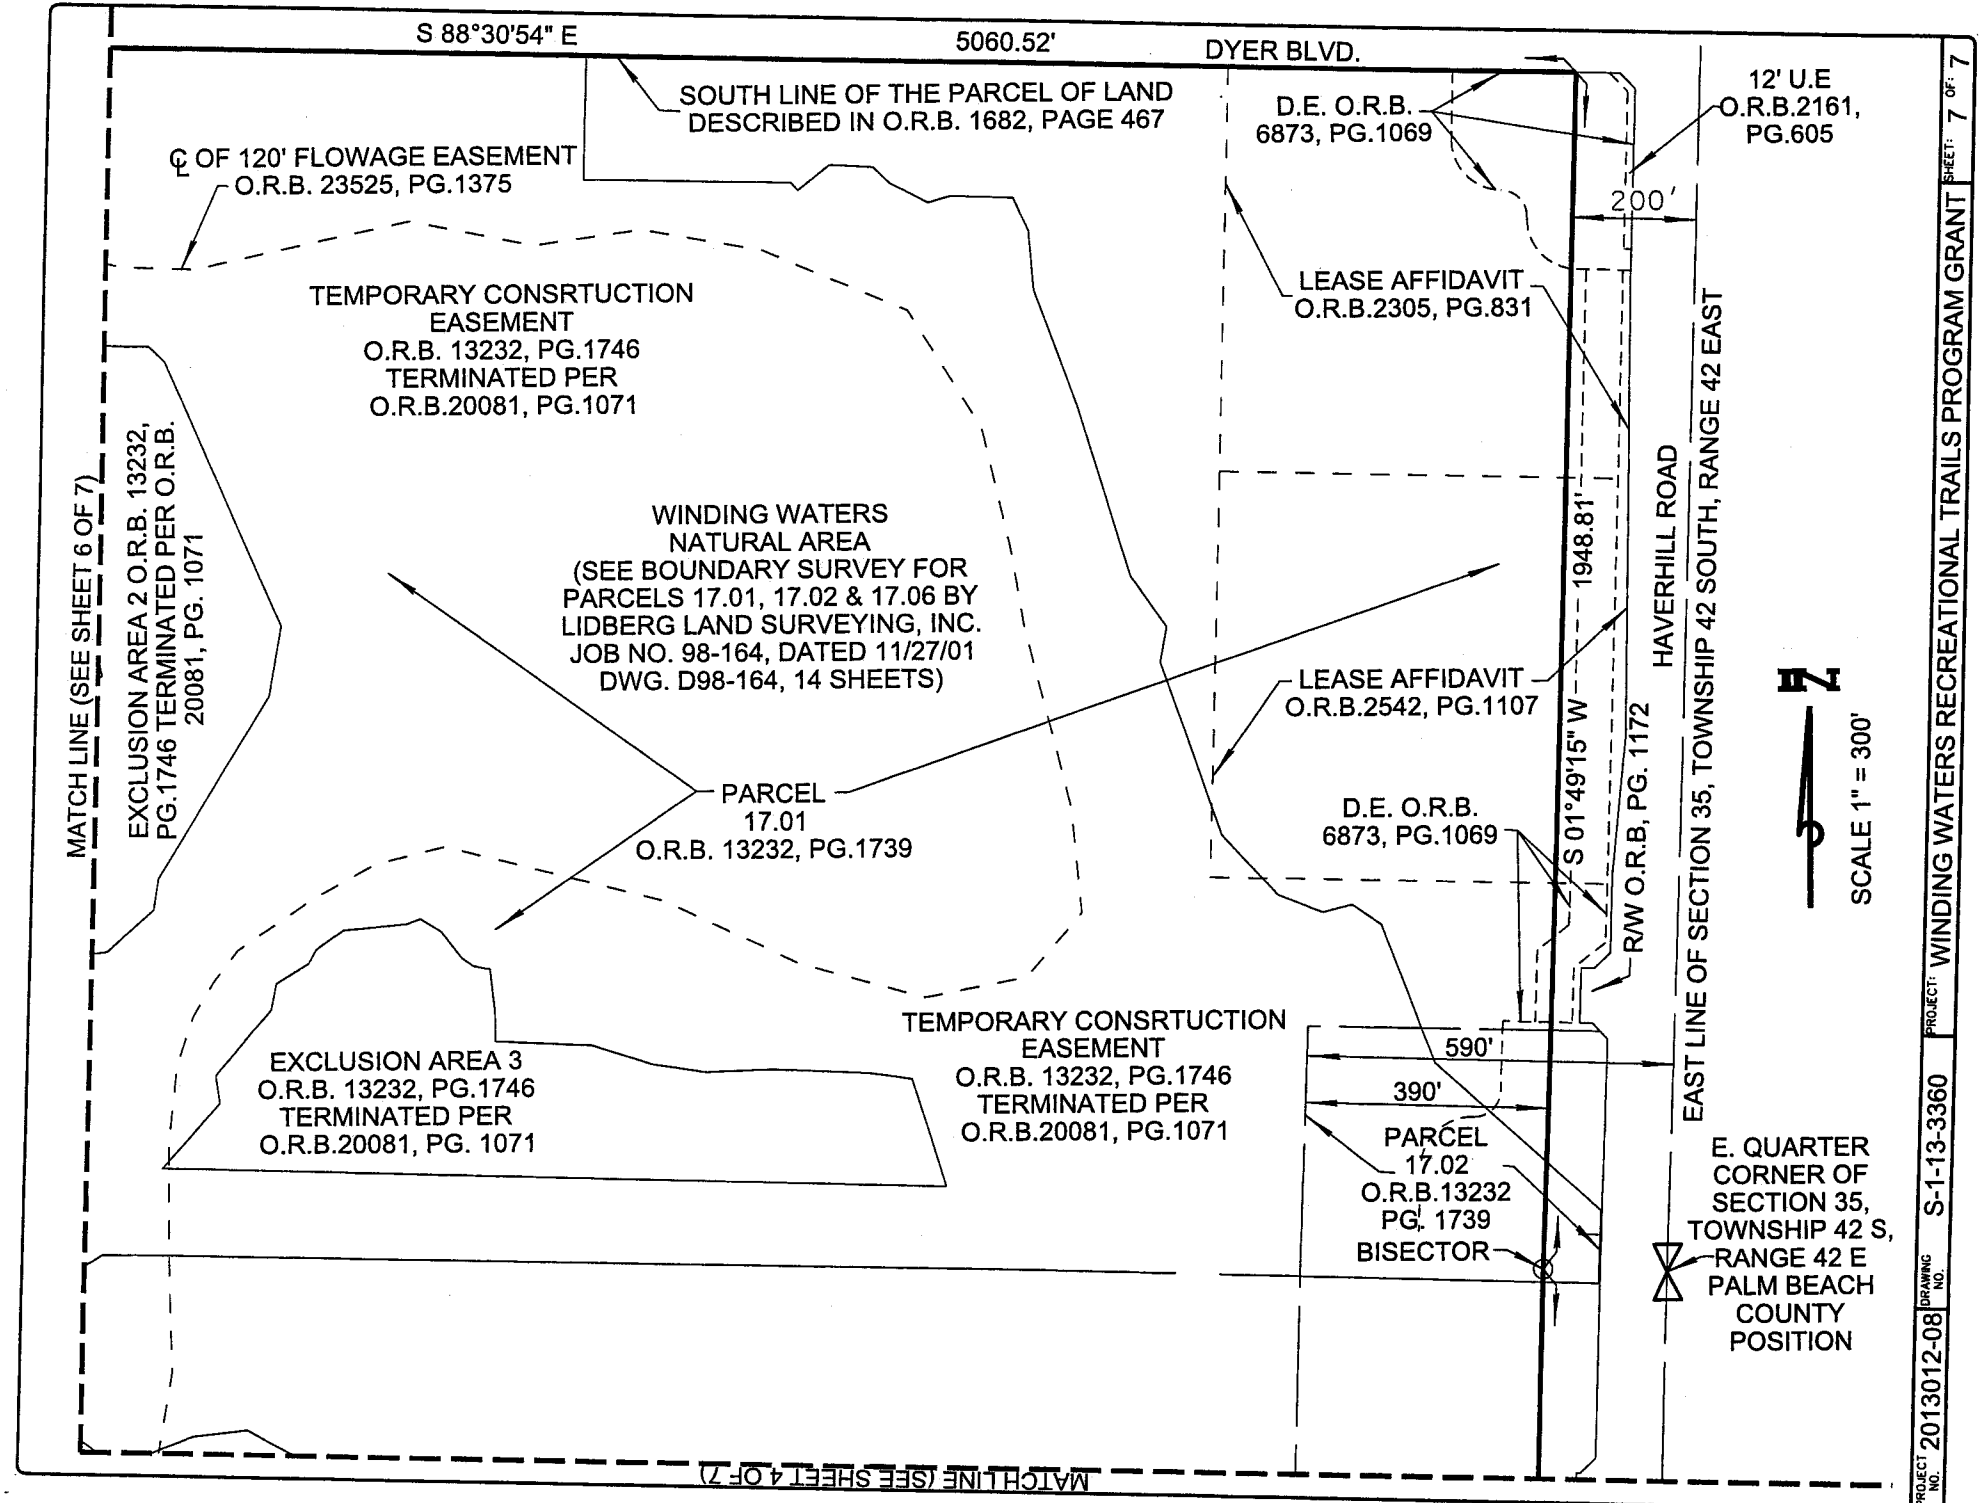 S 88°30'54" E
5060.52'
DYER BLVD.
SOUTH LINE OF THE PARCEL OF LAND
DESCRIBED IN O.R.B. 1682, PAGE 467
D.E. O.R.B.
6873, PG.1069
12' U.E
O.R.B.2161,
PG.605
℄ OF 120' FLOWAGE EASEMENT
O.R.B. 23525, PG.1375
200'
TEMPORARY CONSRTUCTION
EASEMENT
O.R.B. 13232, PG.1746
TERMINATED PER
O.R.B.20081, PG.1071
LEASE AFFIDAVIT
O.R.B.2305, PG.831
MATCH LINE (SEE SHEET 6 OF 7)
EXCLUSION AREA 2 O.R.B. 13232,
PG.1746 TERMINATED PER O.R.B.
20081, PG. 1071
WINDING WATERS
NATURAL AREA
(SEE BOUNDARY SURVEY FOR
PARCELS 17.01, 17.02 & 17.06 BY
LIDBERG LAND SURVEYING, INC.
JOB NO. 98-164, DATED 11/27/01
DWG. D98-164, 14 SHEETS)
LEASE AFFIDAVIT
O.R.B.2542, PG.1107
S 01°49'15" W
1948.81'
HAVERHILL ROAD
R/W O.R.B, PG. 1172
EAST LINE OF SECTION 35, TOWNSHIP 42 SOUTH, RANGE 42 EAST
N
SCALE 1" = 300'
PARCEL
17.01
O.R.B. 13232, PG.1739
D.E. O.R.B.
6873, PG.1069
EXCLUSION AREA 3
O.R.B. 13232, PG.1746
TERMINATED PER
O.R.B.20081, PG. 1071
TEMPORARY CONSRTUCTION
EASEMENT
O.R.B. 13232, PG.1746
TERMINATED PER
O.R.B.20081, PG.1071
590'
390'
PARCEL
17.02
O.R.B.13232
PG. 1739
BISECTOR
E. QUARTER
CORNER OF
SECTION 35,
TOWNSHIP 42 S,
RANGE 42 E
PALM BEACH
COUNTY
POSITION
MATCH LINE (SEE SHEET 4 OF 7)
PROJECT NO. 2013012-08
DRAWING NO. S-1-13-3360
PROJECT: WINDING WATERS RECREATIONAL TRAILS PROGRAM GRANT
SHEET: 7 OF: 7